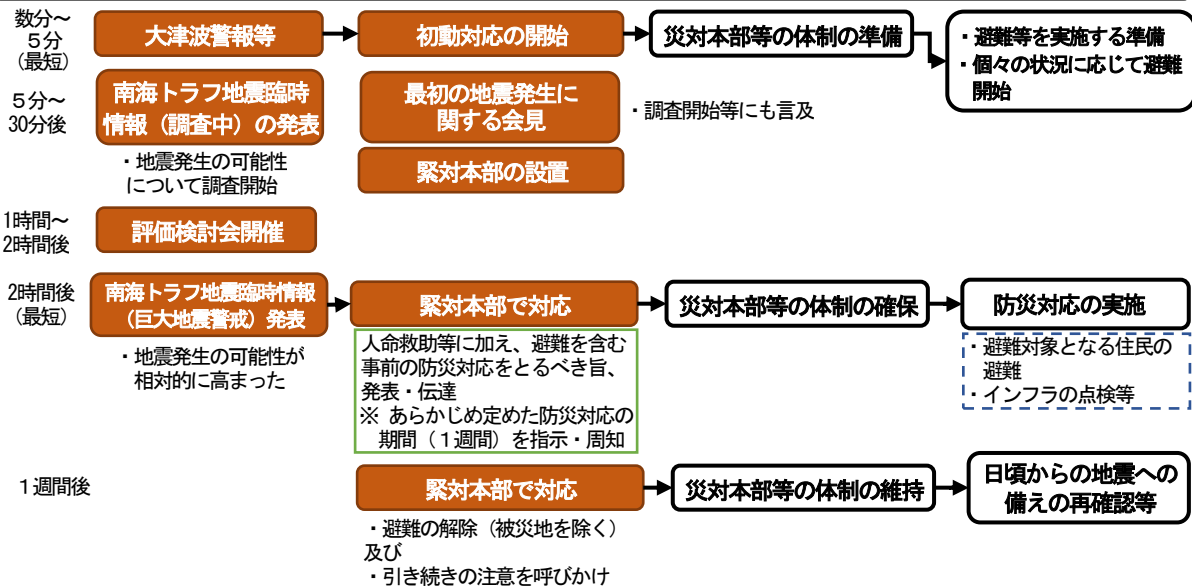 数分～
５分
（最短）
大津波警報等
初動対応の開始
災対本部等の体制の準備
・避難等を実施する準備
・個々の状況に応じて避難
開始
５分～
30分後
南海トラフ地震臨時
情報（調査中）の発表
・地震発生の可能性
について調査開始
最初の地震発生に
関する会見
・調査開始等にも言及
緊対本部の設置
1時間～
2時間後
評価検討会開催
2時間後
（最短）
南海トラフ地震臨時情報
（巨大地震警戒）発表
・地震発生の可能性が
相対的に高まった
緊対本部で対応
人命救助等に加え、避難を含む
事前の防災対応をとるべき旨、
発表・伝達
※ あらかじめ定めた防災対応の
期間（１週間）を指示・周知
災対本部等の体制の確保
防災対応の実施
・避難対象となる住民の
避難
・インフラの点検等
１週間後
緊対本部で対応
・避難の解除（被災地を除く）
及び
・引き続きの注意を呼びかけ
災対本部等の体制の維持
日頃からの地震への
備えの再確認等